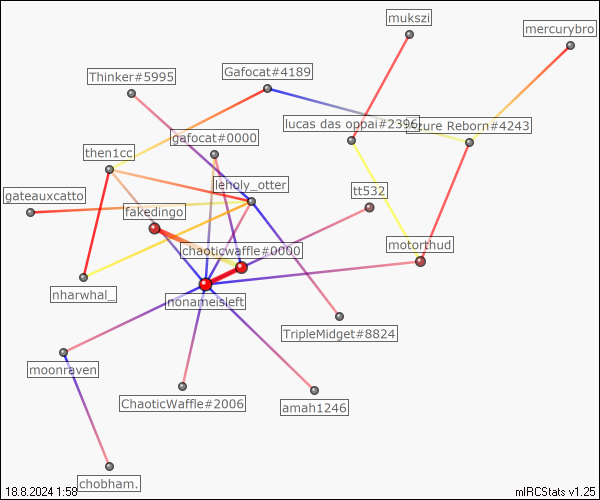 mukszi
mercurybro
Thinker#5995
Gafocat#4189
lucas das oppai#2396
Azure Reborn#4243
gafocat#0000
then1cc
leholy_otter
gateauxcatto
tt532
fakedingo
chaoticwaffle#0000
motorthud
nharwhal_
nonameisleft
TripleMidget#8824
moonraven
ChaoticWaffle#2006
amah1246
chobham.
18.8.2024 1:58
mIRCStats v1.25